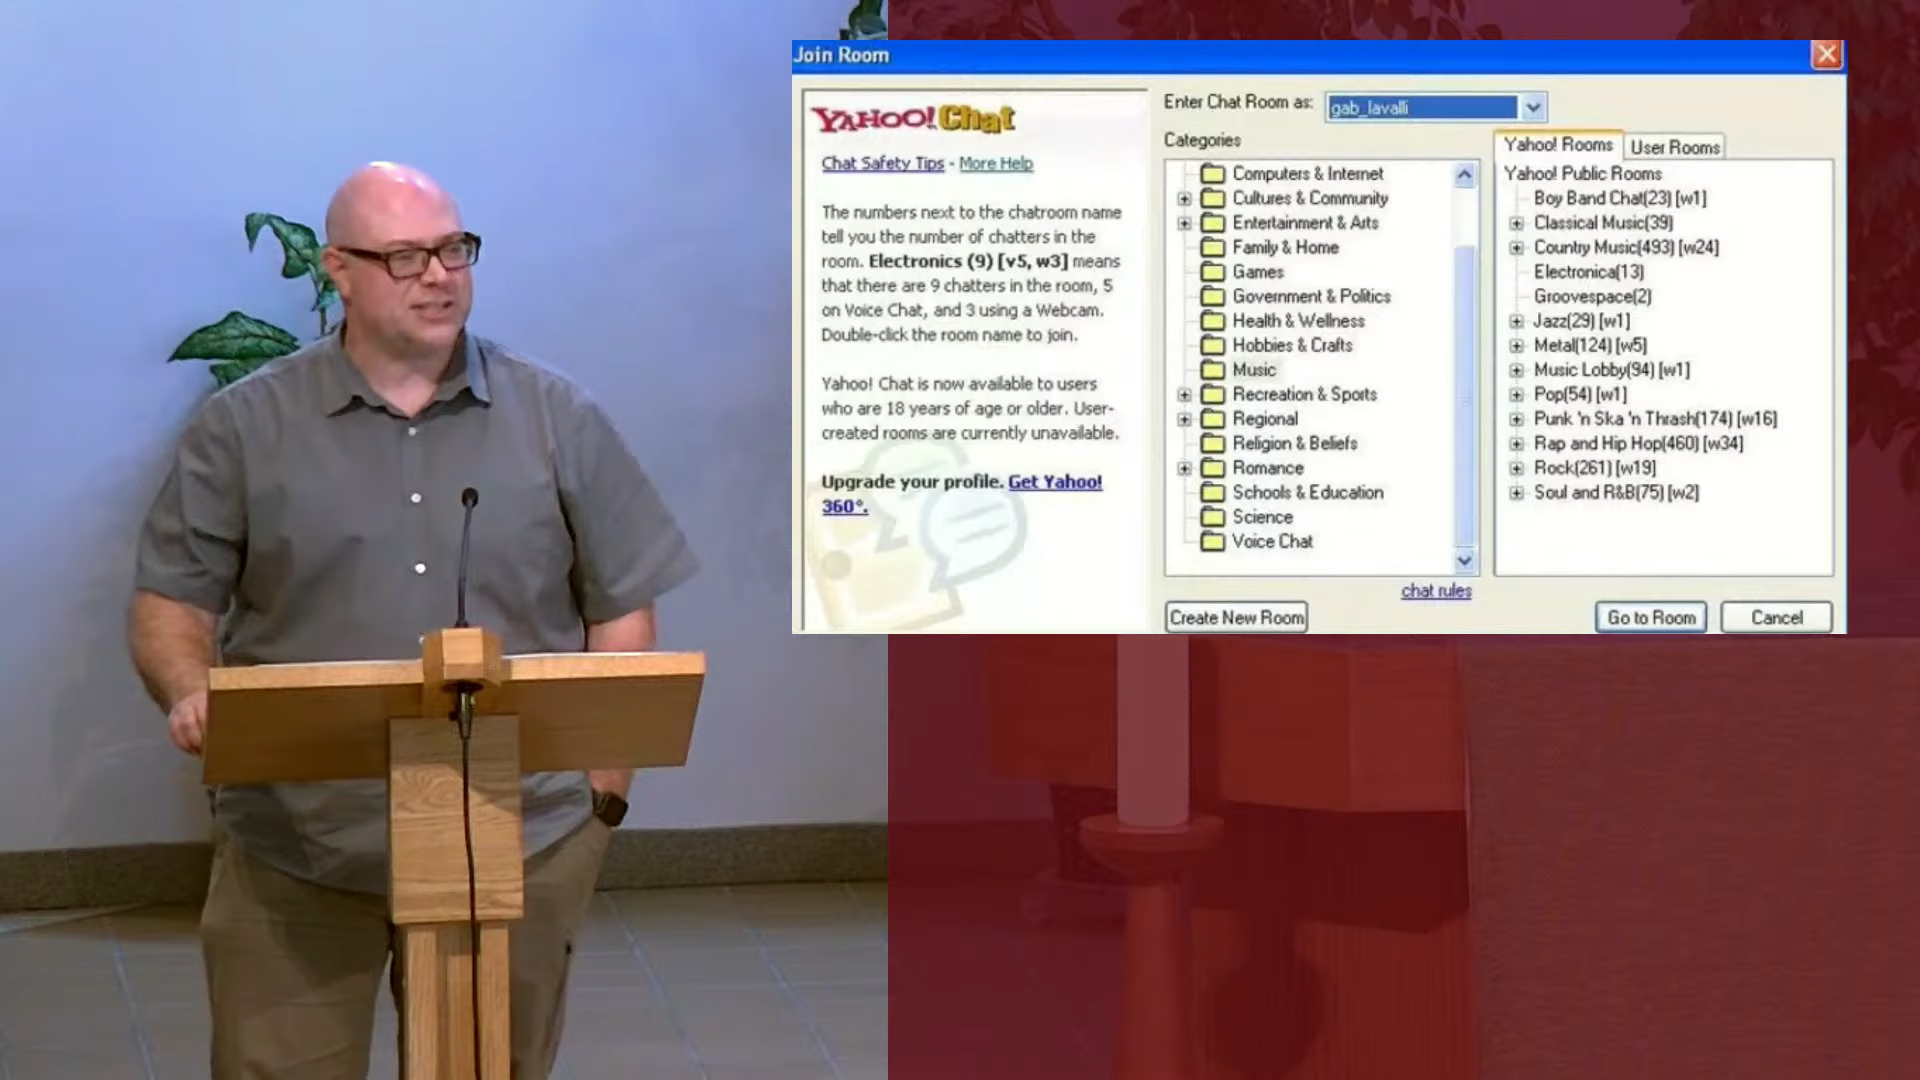 Join Room
YAHOO! Chat
Chat Safety Tips - More Help
The numbers next to the chatroom name
tell you the number of chatters in the
room. Electronics (9) [v5, w3] means
that there are 9 chatters in the room, 5
on Voice Chat, and 3 using a Webcam.
Double-click the room name to join.
Yahoo! Chat is now available to users
who are 18 years of age or older. User-
created rooms are currently unavailable.
Upgrade your profile. Get Yahoo!
360°.
Enter Chat Room as: gab_lavalli
Categories
Computers & Internet
Cultures & Community
Entertainment & Arts
Family & Home
Games
Government & Politics
Health & Wellness
Hobbies & Crafts
Music
Recreation & Sports
Regional
Religion & Beliefs
Romance
Schools & Education
Science
Voice Chat
chat rules
Create New Room
Yahoo! Rooms User Rooms
Yahoo! Public Rooms
Boy Band Chat(23) [w1]
Classical Music(39)
Country Music(493) [w24]
Electronica(13)
Groovespace(2)
Jazz(29) [w1]
Metal(124) [w5]
Music Lobby(94) [w1]
Pop(54) [w1]
Punk 'n Ska 'n Thrash(174) [w16]
Rap and Hip Hop(460) [w34]
Rock(261) [w19]
Soul and R&B(75) [w2]
Go to Room Cancel